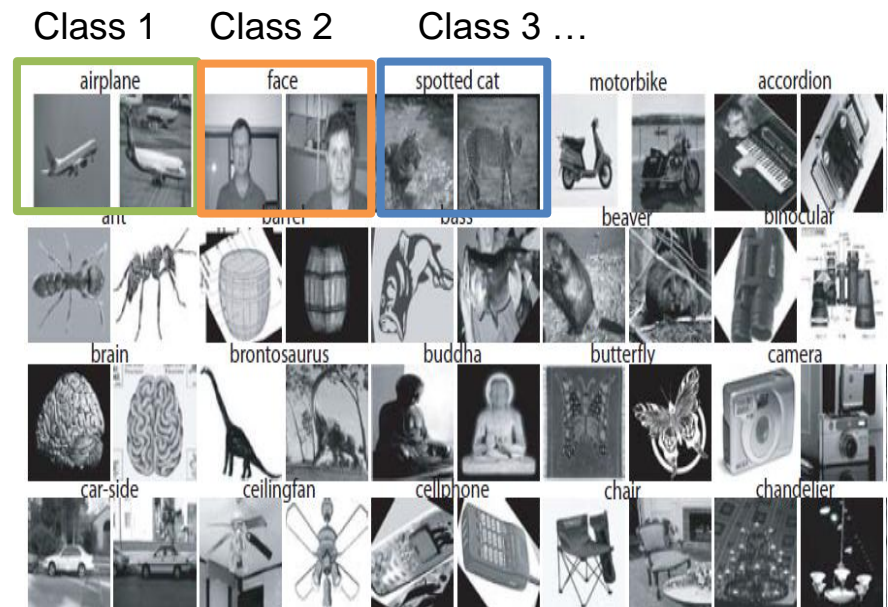 Class 1 Class 2 Class 3 …
airplane face spotted cat motorbike accordion
ant barrel bass beaver binocular
brain brontosaurus buddha butterfly camera
car-side ceilingfan cellphone chair chandelier